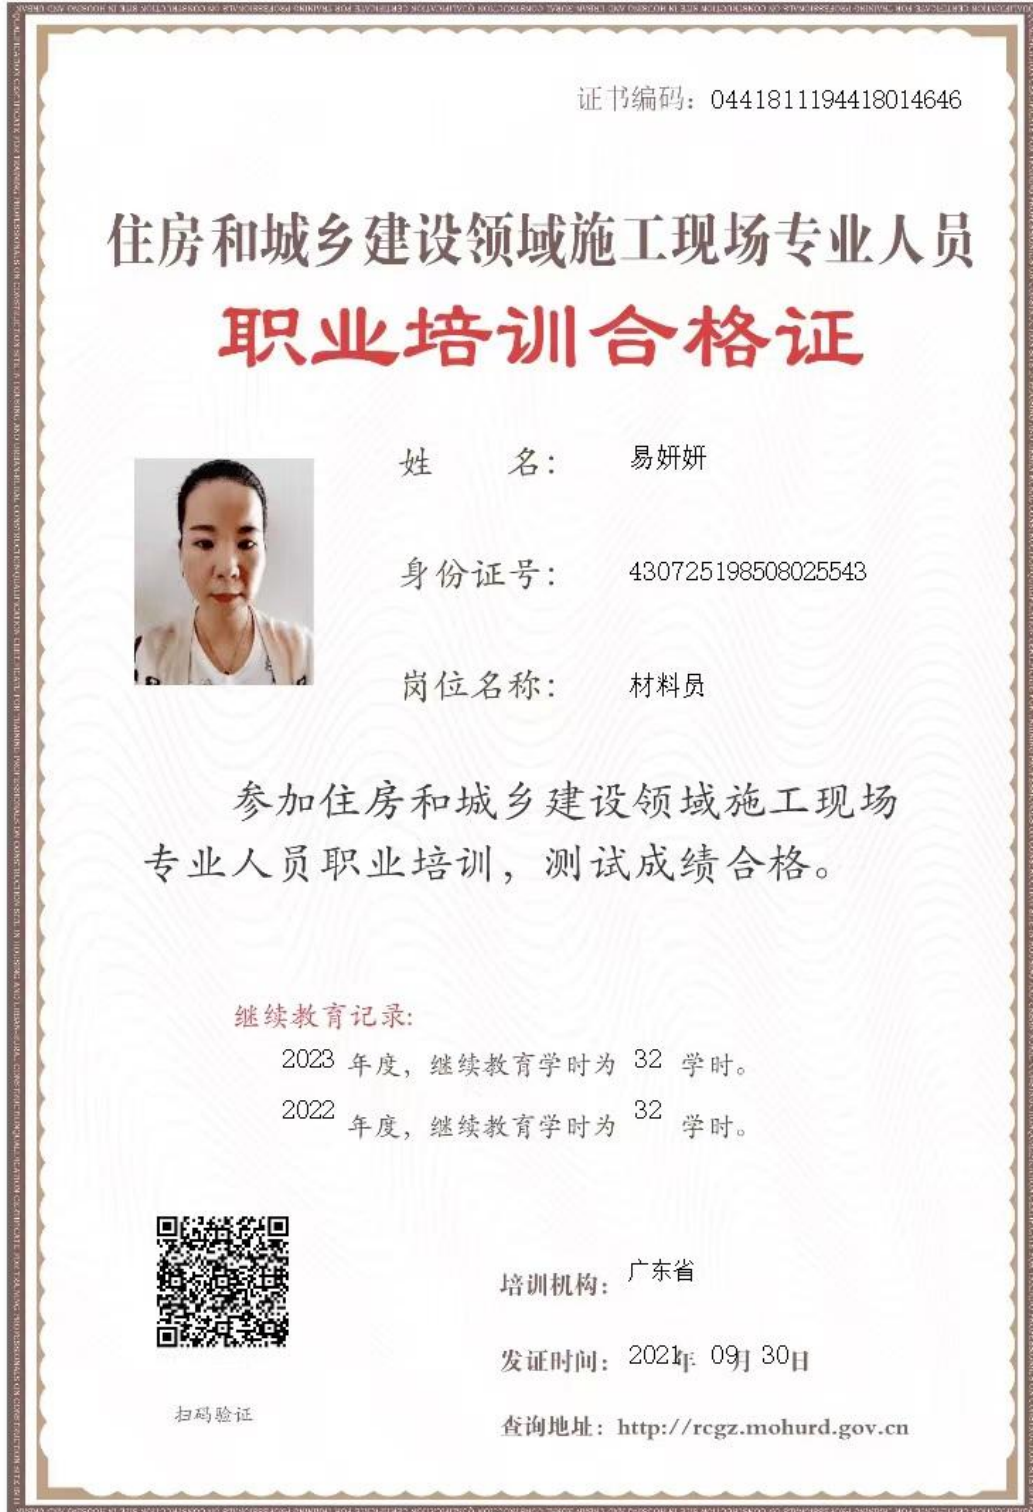 证书编码：0441811194418014646
住房和城乡建设领域施工现场专业人员
职业培训合格证
姓名：易妍妍
身份证号：430725198508025543
岗位名称：材料员
参加住房和城乡建设领域施工现场
专业人员职业培训，测试成绩合格。
继续教育记录:
2023 年度，继续教育学时为 32 学时。
2022 年度，继续教育学时为 32 学时。
培训机构：广东省
发证时间：2021年 09月 30日
扫码验证
查询地址：http://rcgz.mohurd.gov.cn